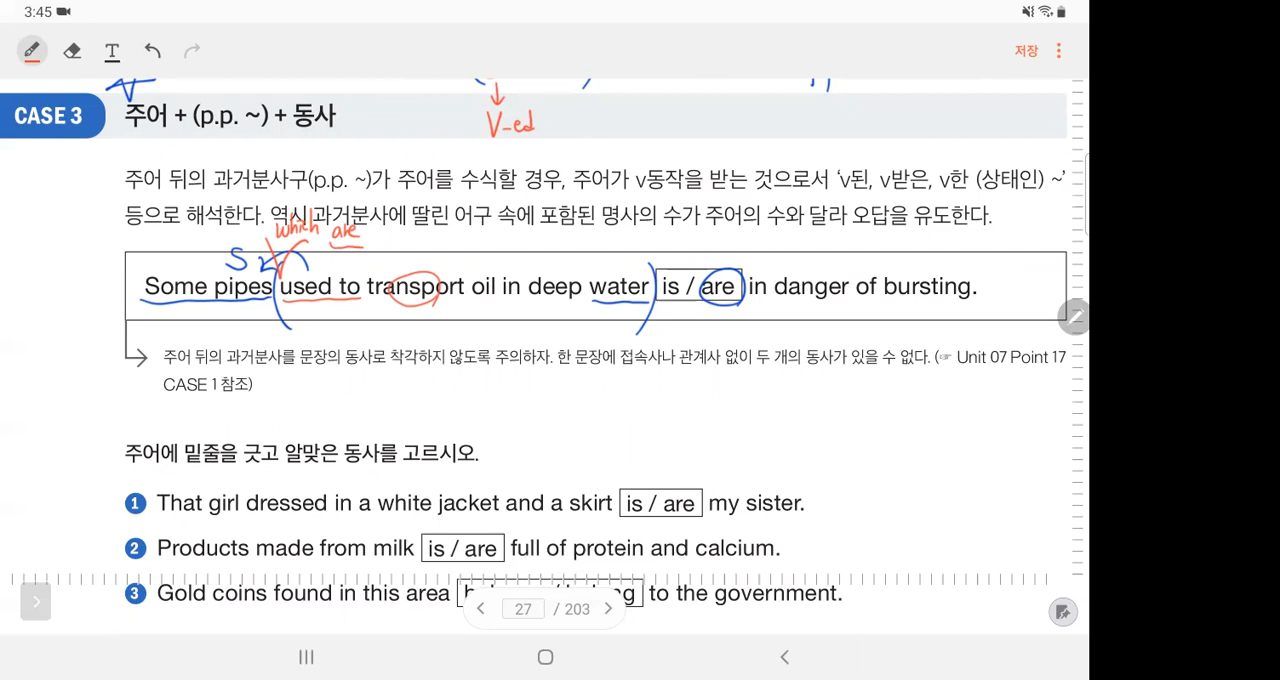 3:45
T
저장
CASE 3
주어 + (p.p. ~) + 동사
V-ed
주어 뒤의 과거분사구(p.p. ~)가 주어를 수식할 경우, 주어가 v동작을 받는 것으로서 ‘v된, v받은, v한 (상태인) ~’
등으로 해석한다. 역시 과거분사에 딸린 어구 속에 포함된 명사의 수가 주어의 수와 달라 오답을 유도한다.
which are
S
Some pipes used to transport oil in deep water is / are in danger of bursting.
주어 뒤의 과거분사를 문장의 동사로 착각하지 않도록 주의하자. 한 문장에 접속사나 관계사 없이 두 개의 동사가 있을 수 없다. (☞ Unit 07 Point 17
CASE 1 참조)
주어에 밑줄을 긋고 알맞은 동사를 고르시오.
1 That girl dressed in a white jacket and a skirt is / are my sister.
2 Products made from milk is / are full of protein and calcium.
3 Gold coins found in this area to the government.
27 / 203